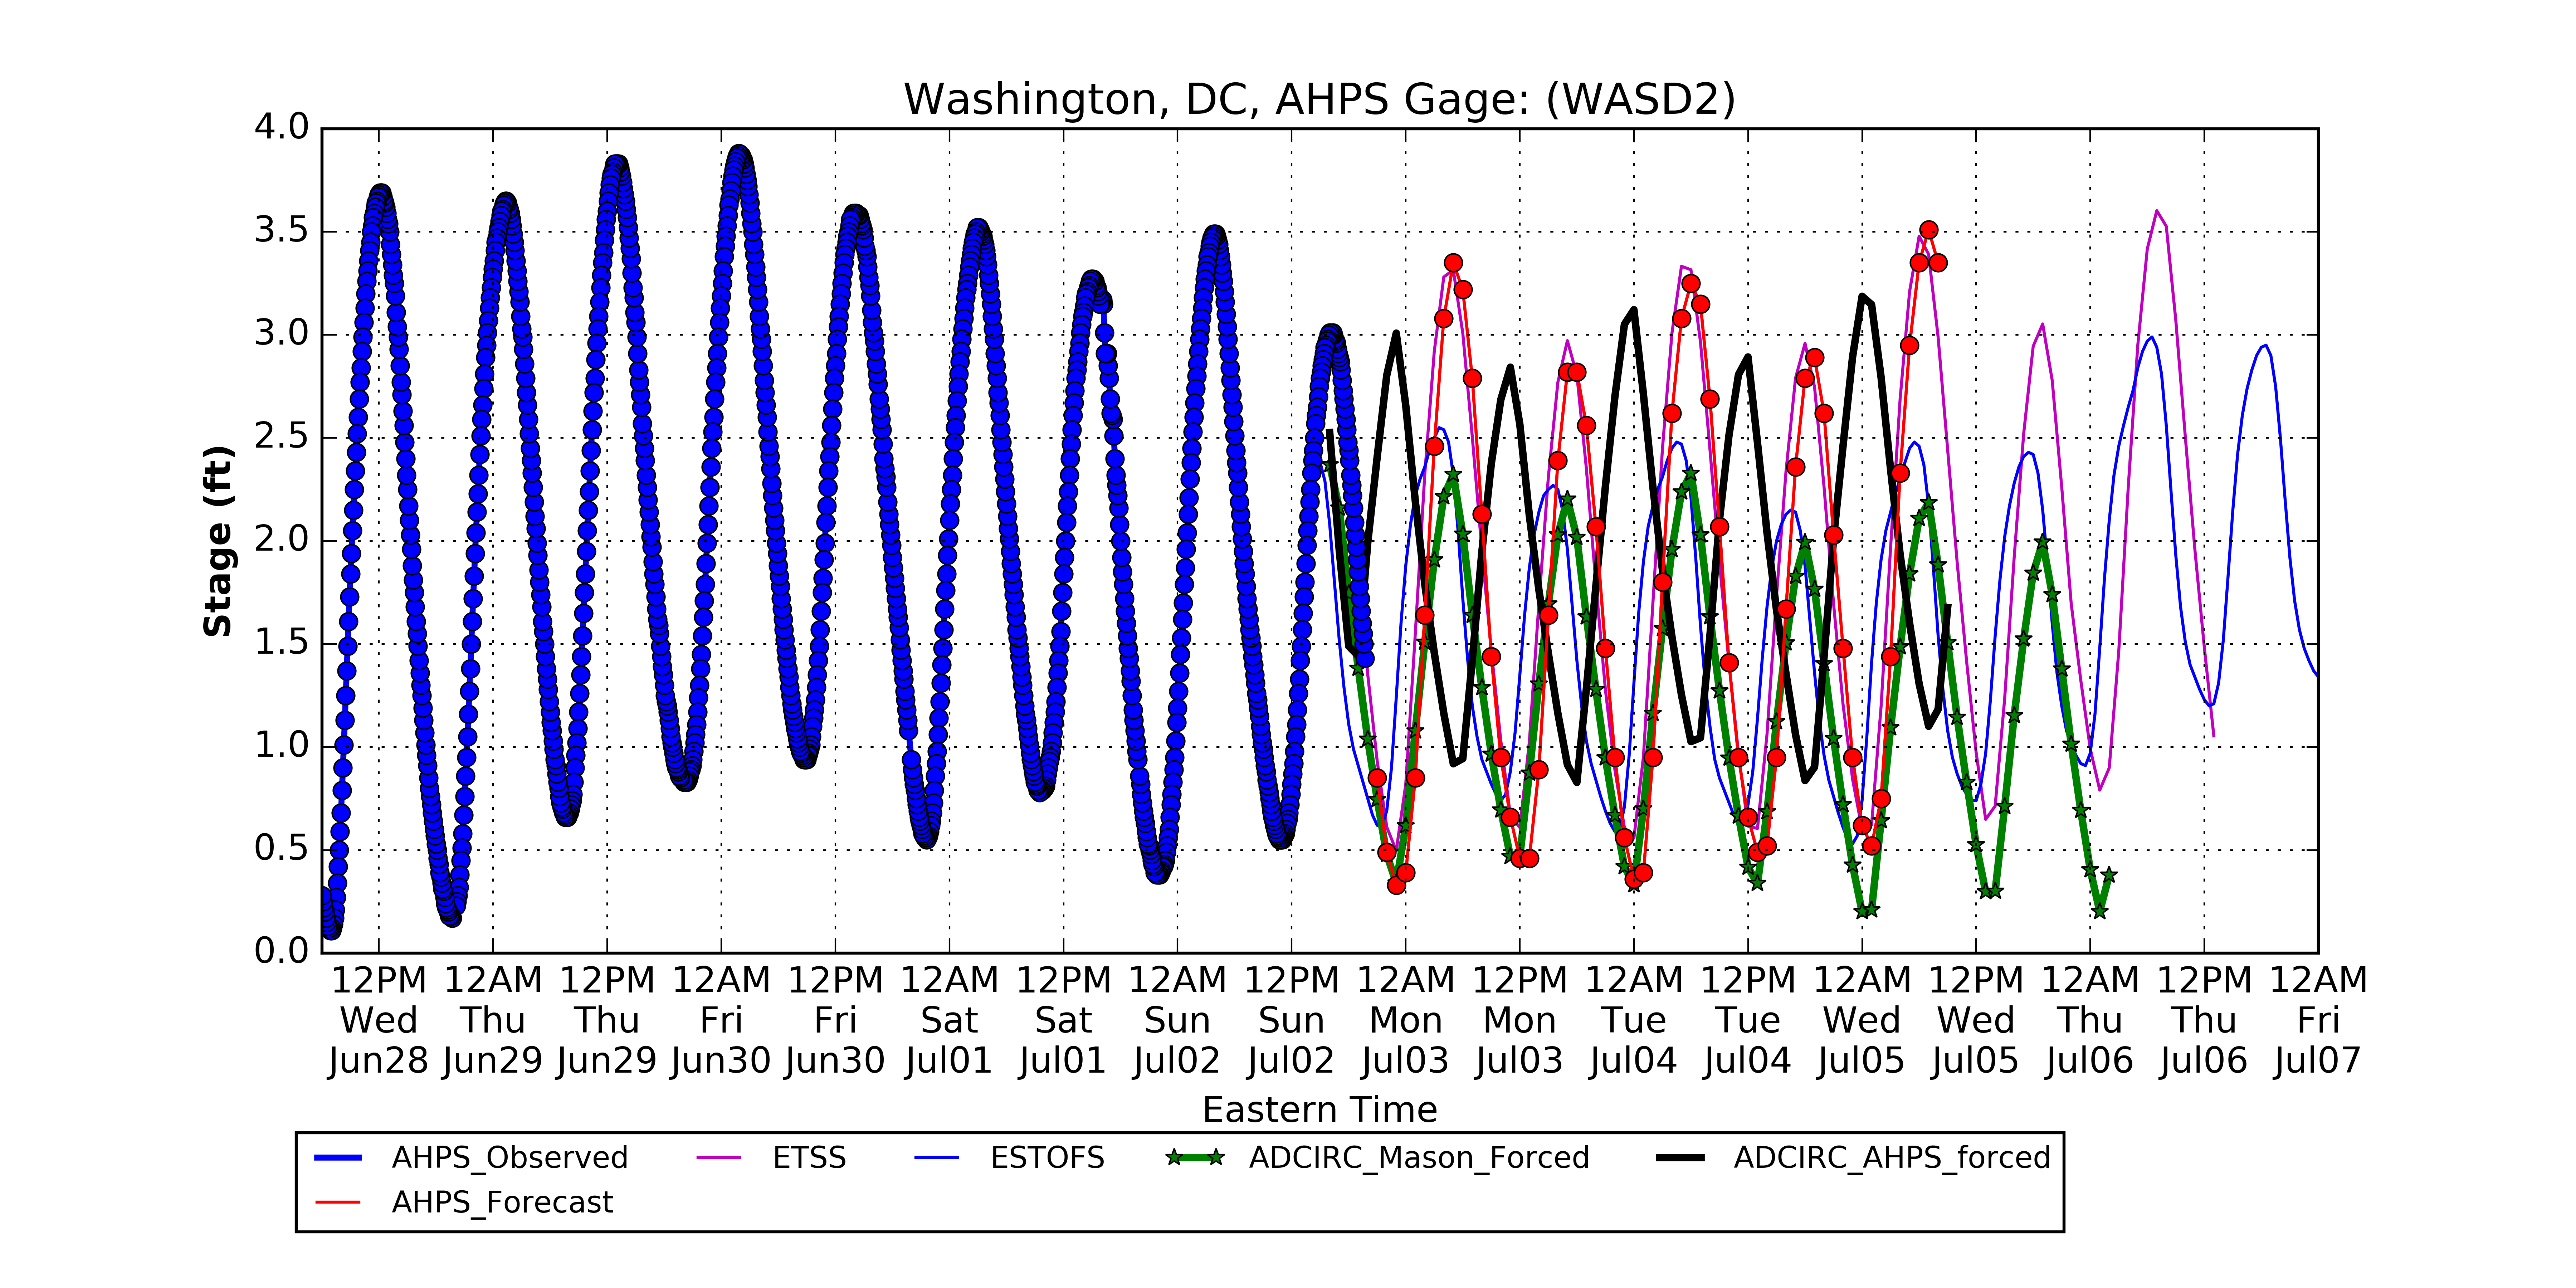 Washington, DC, AHPS Gage: (WASD2)
4.0
3.5
3.0
2.5
2.0
1.5
1.0
0.5
0.0
Stage (ft)
12PM 12AM 12PM 12AM 12PM 12AM 12PM 12AM 12PM 12AM 12PM 12AM 12PM 12AM 12PM 12AM 12PM 12AM
Wed Thu Thu Fri Fri Sat Sat Sun Sun Mon Mon Tue Tue Wed Wed Thu Thu Fri
Jun28 Jun29 Jun29 Jun30 Jun30 Jul01 Jul01 Jul02 Jul02 Jul03 Jul03 Jul04 Jul04 Jul05 Jul05 Jul06 Jul06 Jul07
Eastern Time
AHPS_Observed ETSS ESTOFS ADCIRC_Mason_Forced ADCIRC_AHPS_forced
AHPS_Forecast